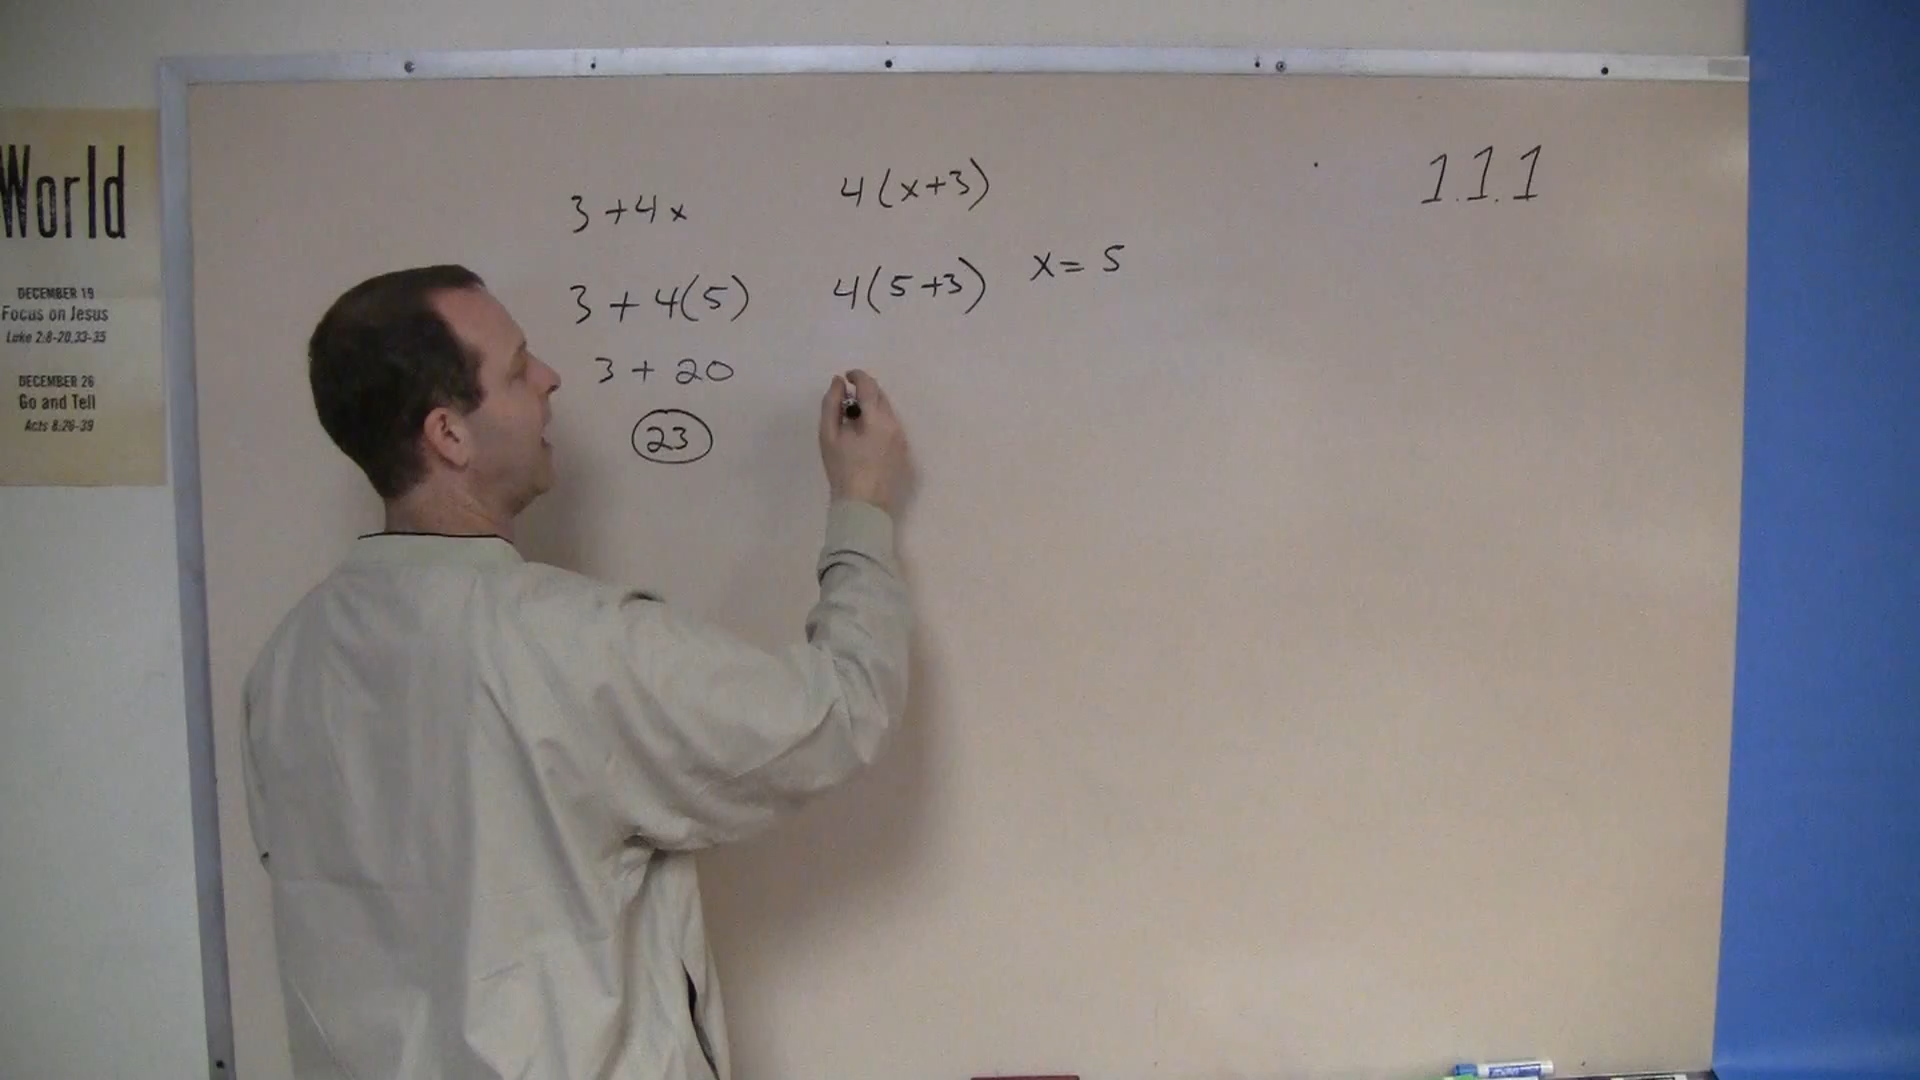 World
DECEMBER 19
Focus on Jesus
Luke 2:8-20,33-35
DECEMBER 26
Go and Tell
Acts 8:26-39
3 + 4x
3 + 4(5)
3 + 20
23
4(x+3)
4(5+3)
x = 5
1.1.1